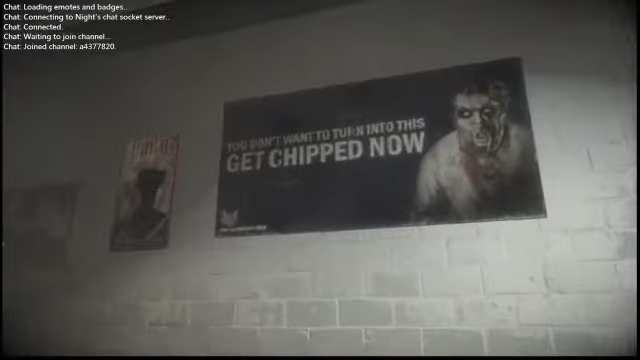 Chat: Loading emotes and badges..
Chat: Connecting to Night's chat socket server..
Chat: Connected.
Chat: Waiting to join channel...
Chat: Joined channel: a4377820.
YOU DON'T WANT TO TURN INTO THIS
GET CHIPPED NOW